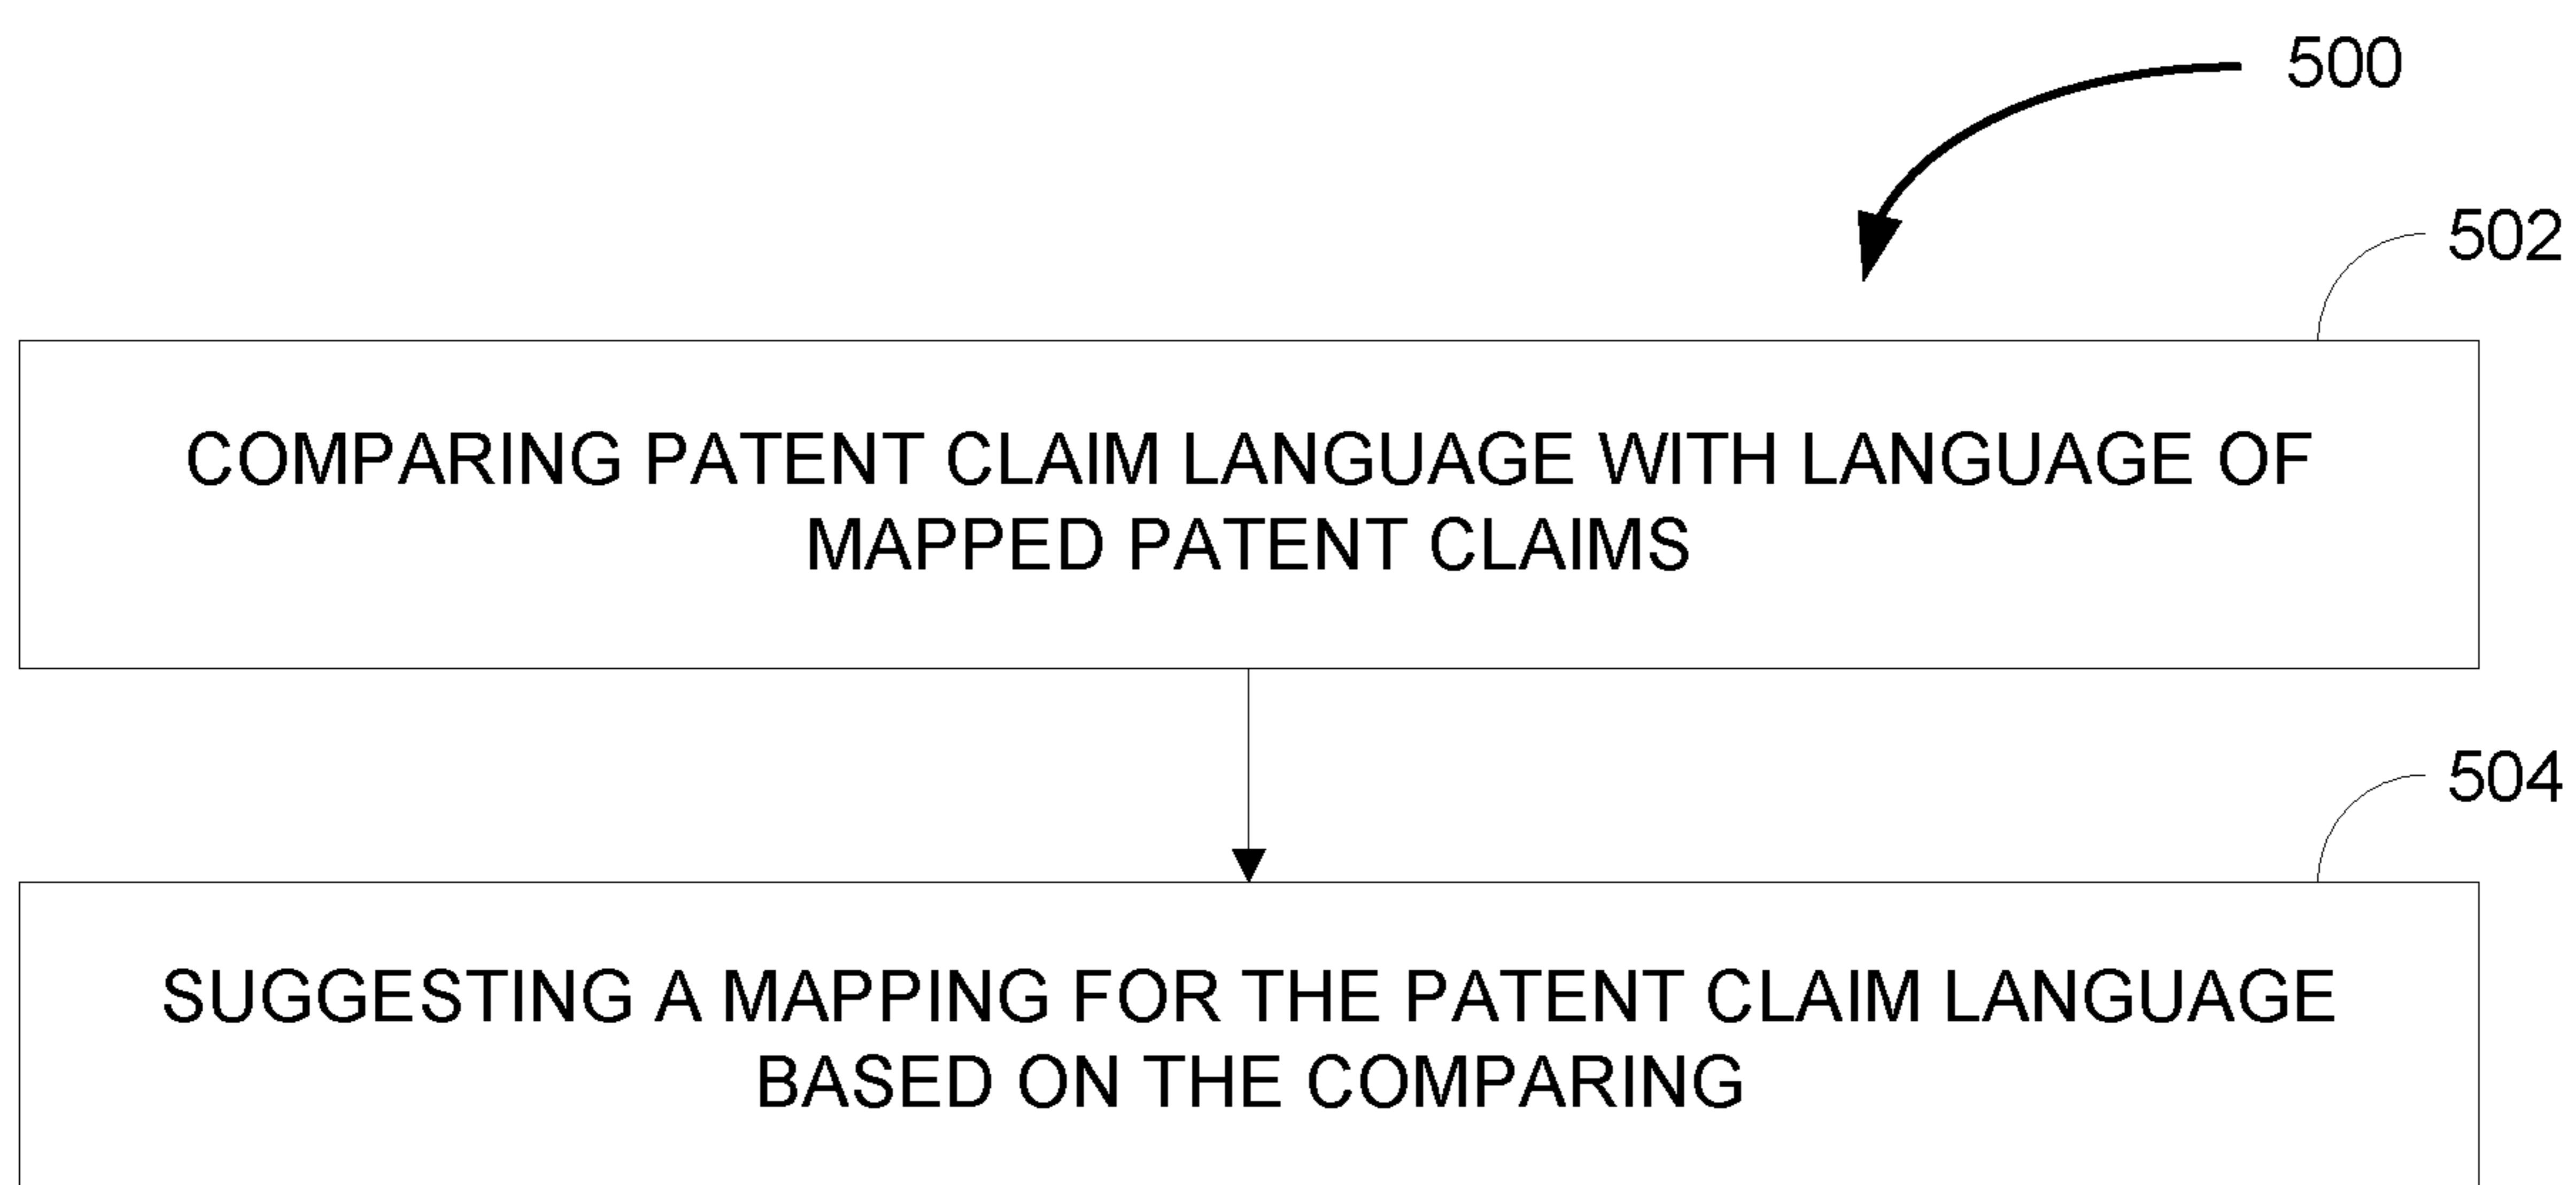 500
502
COMPARING PATENT CLAIM LANGUAGE WITH LANGUAGE OF
MAPPED PATENT CLAIMS
504
SUGGESTING A MAPPING FOR THE PATENT CLAIM LANGUAGE
BASED ON THE COMPARING